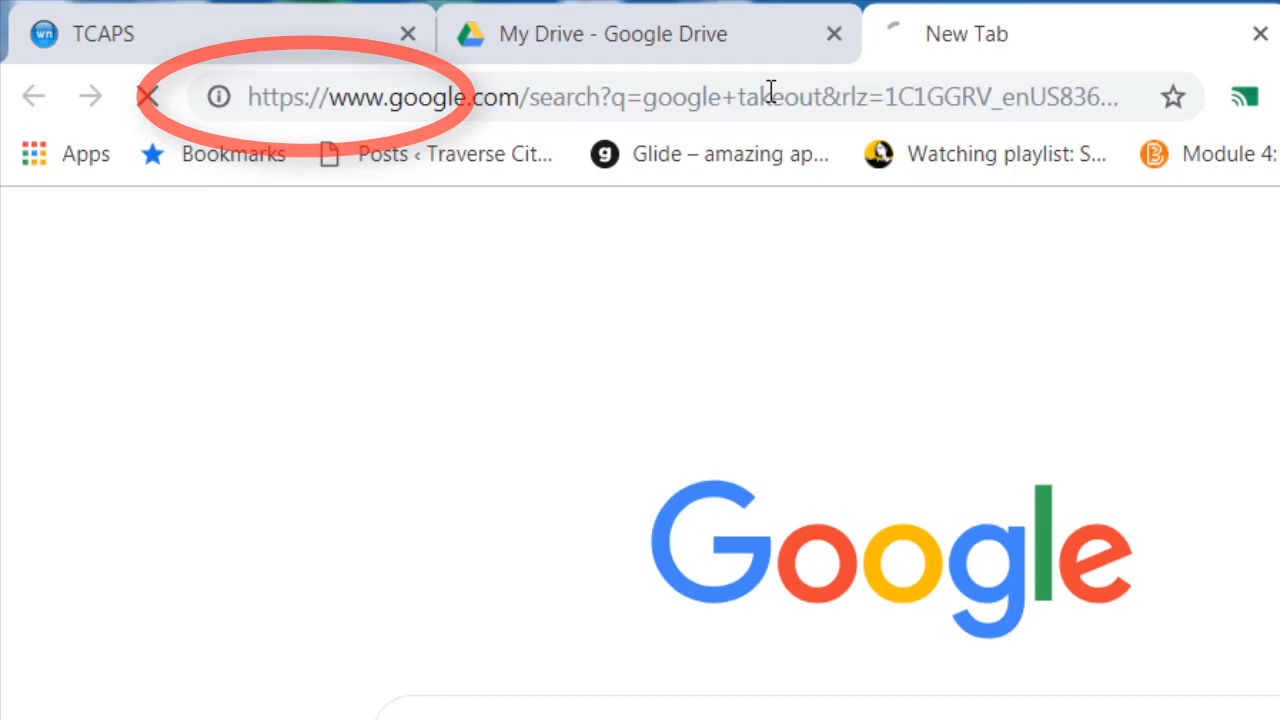 TCAPS
My Drive - Google Drive
New Tab
https://www.google.com/search?q=google+takeout&rlz=1C1GGRV_enUS836...
Apps
Bookmarks
Posts ‹ Traverse Cit...
Glide – amazing ap...
Watching playlist: S...
Module 4:
Google